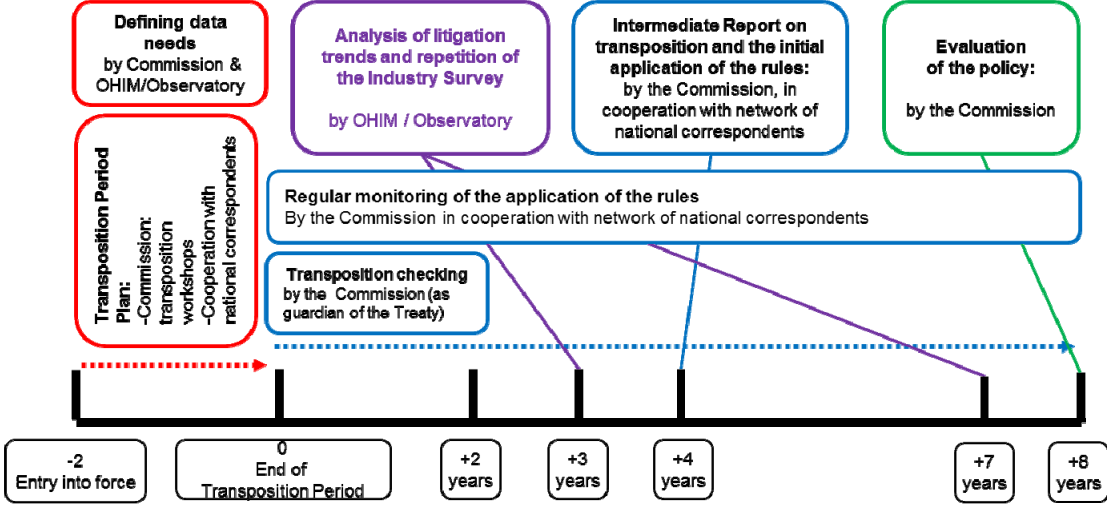 Defining data
needs
by Commission &
OHIM/Observatory
Analysis of litigation
trends and repetition of
the Industry Survey
by OHIM / Observatory
Intermediate Report on
transposition and the initial
application of the rules:
by the Commission, in
cooperation with network of
national correspondents
Evaluation
of the policy:
by the Commission
Transposition Period
Plan:
-Commission:
transposition
workshops
-Cooperation with
national correspondents
Regular monitoring of the application of the rules
By the Commission in cooperation with network of national correspondents
Transposition checking
by the Commission (as
guardian of the Treaty)
-2
Entry into force
0
End of
Transposition Period
+2
years
+3
years
+4
years
+7
years
+8
years